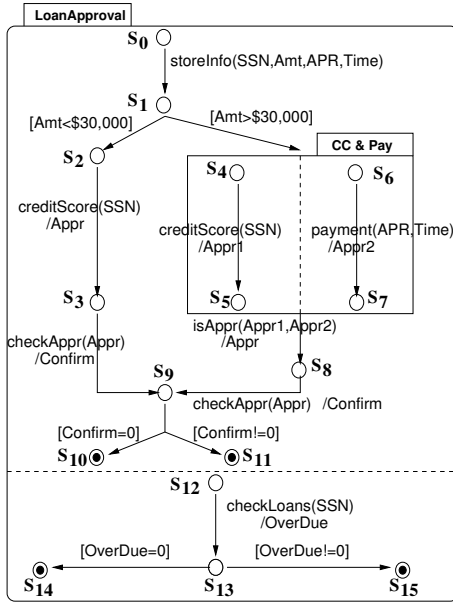 LoanApproval
S0
storeInfo(SSN,Amt,APR,Time)
S1
[Amt<$30,000] [Amt>$30,000]
S2
CC & Pay
S4 S6
creditScore(SSN) creditScore(SSN) payment(APR,Time)
/Appr /Appr1 /Appr2
S3 S5 S7
isAppr(Appr1,Appr2)
/Appr
checkAppr(Appr)
/Confirm
S8
S9
checkAppr(Appr) /Confirm
[Confirm=0] [Confirm!=0]
S10 S11
S12
checkLoans(SSN)
/OverDue
[OverDue=0] [OverDue!=0]
S14 S13 S15